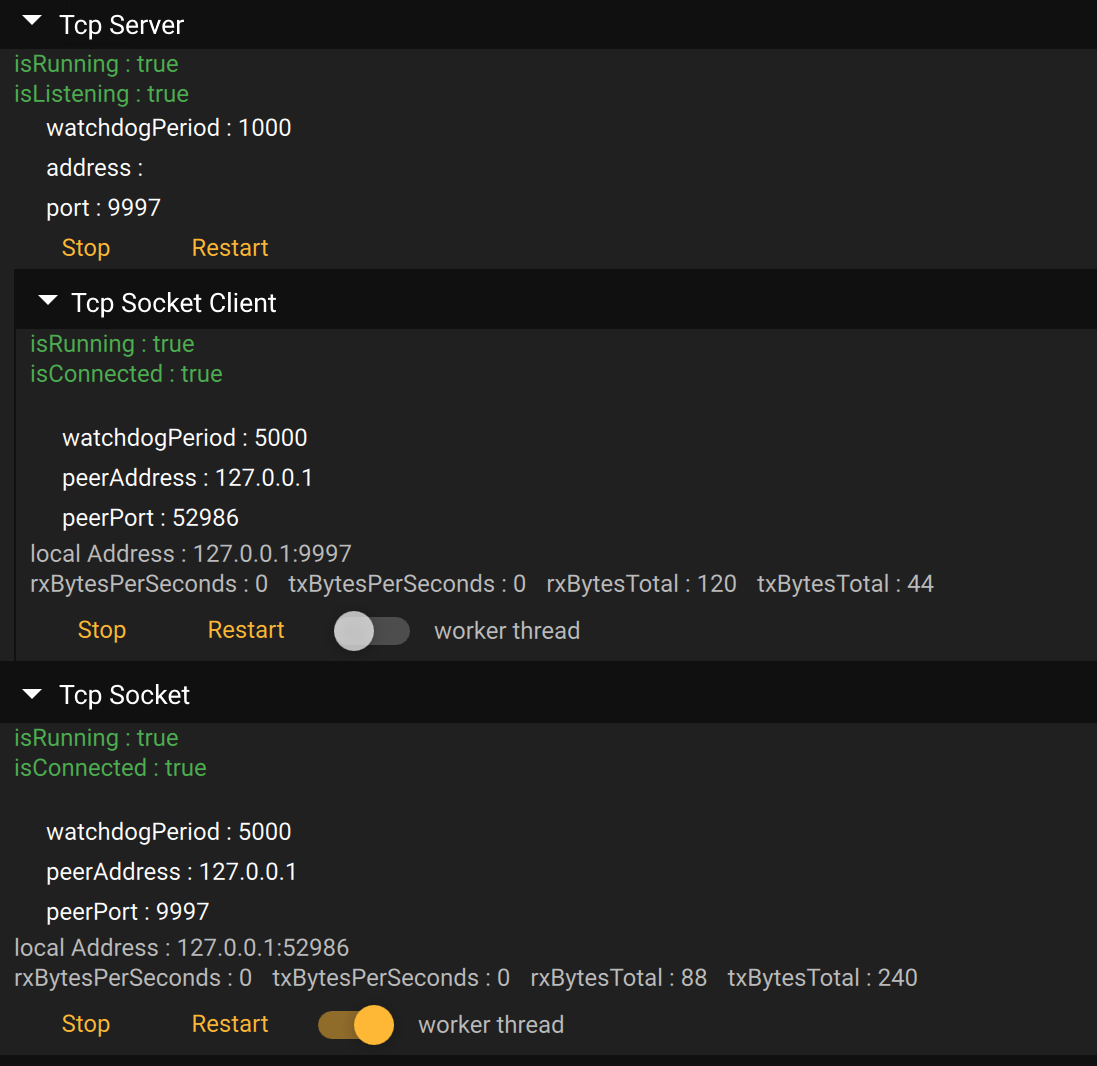 Tcp Server
isRunning : true
isListening : true
watchdogPeriod : 1000
address :
port : 9997
Stop Restart
Tcp Socket Client
isRunning : true
isConnected : true
watchdogPeriod : 5000
peerAddress : 127.0.0.1
peerPort : 52986
local Address : 127.0.0.1:9997
rxBytesPerSeconds : 0 txBytesPerSeconds : 0 rxBytesTotal : 120 txBytesTotal : 44
Stop Restart worker thread
Tcp Socket
isRunning : true
isConnected : true
watchdogPeriod : 5000
peerAddress : 127.0.0.1
peerPort : 9997
local Address : 127.0.0.1:52986
rxBytesPerSeconds : 0 txBytesPerSeconds : 0 rxBytesTotal : 88 txBytesTotal : 240
Stop Restart worker thread